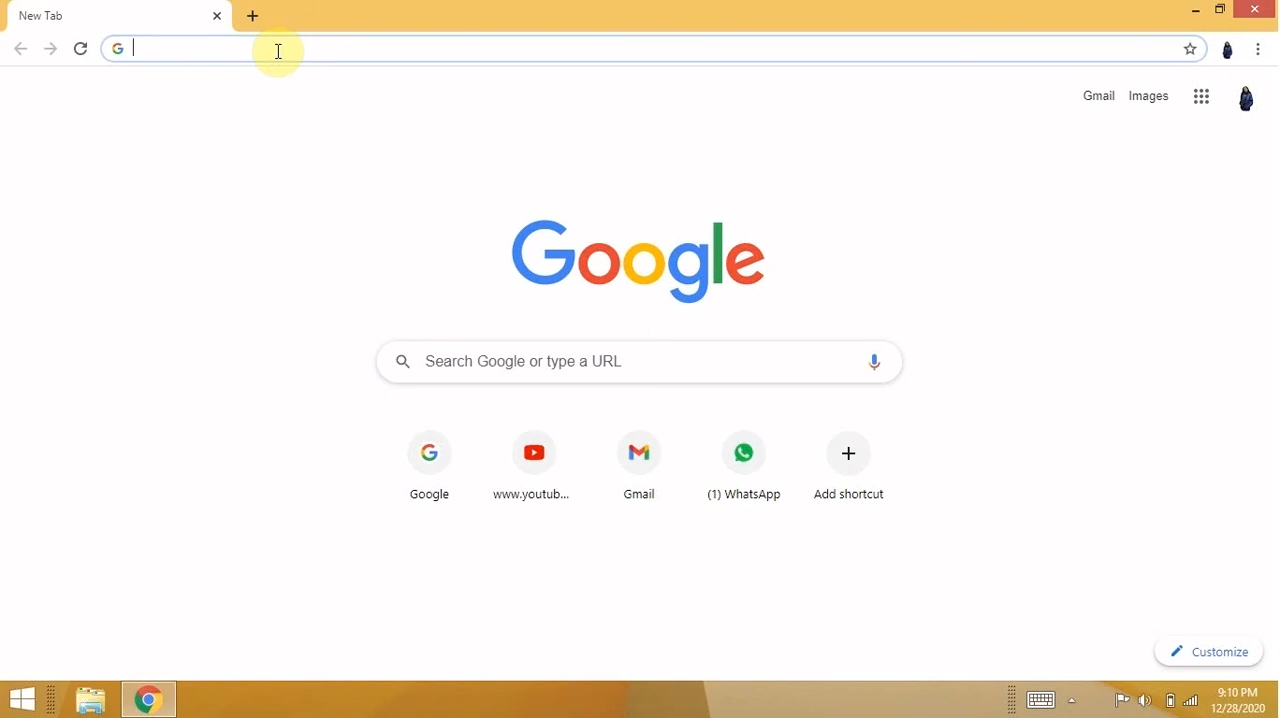 New Tab
Gmail Images
Google
Search Google or type a URL
Google www.youtub... Gmail (1) WhatsApp Add shortcut
Customize
9:10 PM
12/28/2020